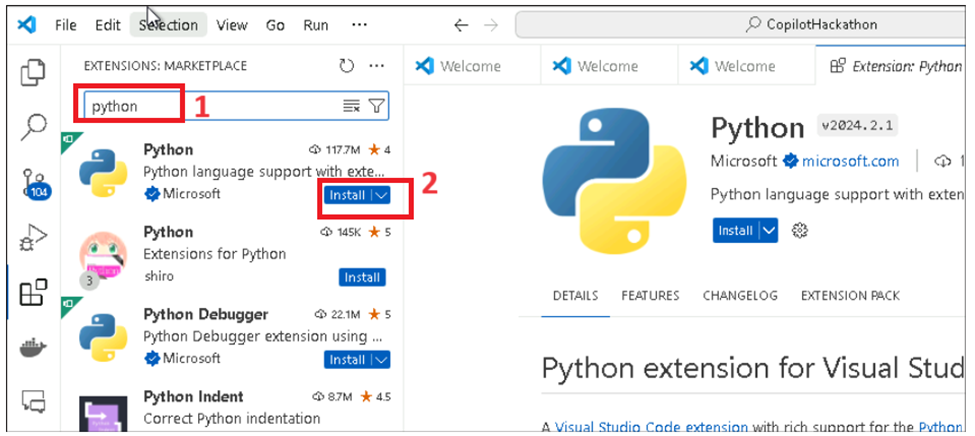 File Edit Selection View Go Run ··· CopilotHackathon
EXTENSIONS: MARKETPLACE
Welcome Welcome Welcome Extension: Python
python 1
Python 117.7M 4
Python language support with exte...
Microsoft Install 2
Python 145K 5
Extensions for Python
shiro Install
3
Python Debugger 22.1M 5
Python Debugger extension using ...
Microsoft Install
Python Indent 8.7M 4.5
Correct Python indentation
104
Python v2024.2.1
Microsoft microsoft.com 1
Python language support with exten
Install
DETAILS FEATURES CHANGELOG EXTENSION PACK
Python extension for Visual Stud
A Visual Studio Code extension with rich support for the Python